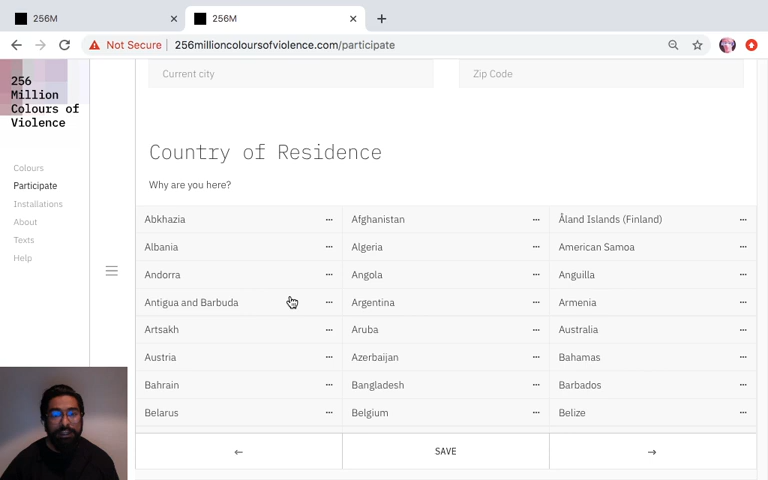 256M
256M
Not Secure
256millioncoloursofviolence.com/participate
256
Million
Colours of
Violence
Colours
Participate
Installations
About
Texts
Help
Current city
Zip Code
Country of Residence
Why are you here?
Abkhazia ... Afghanistan ... Åland Islands (Finland) ...
Albania ... Algeria ... American Samoa ...
Andorra ... Angola ... Anguilla ...
Antigua and Barbuda ... Argentina ... Armenia ...
Artsakh ... Aruba ... Australia ...
Austria ... Azerbaijan ... Bahamas ...
Bahrain ... Bangladesh ... Barbados ...
Belarus ... Belgium ... Belize ...
← SAVE →